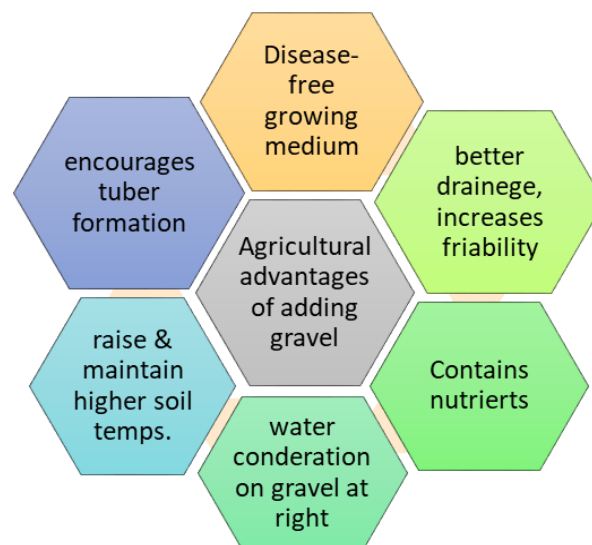 Disease-
free
growing
medium
encourages
tuber
formation
better
drainege,
increases
friability
Agricultural
advantages
of adding
gravel
raise &
maintain
higher soil
temps.
Contains
nutrierts
water
conderation
on gravel at
right